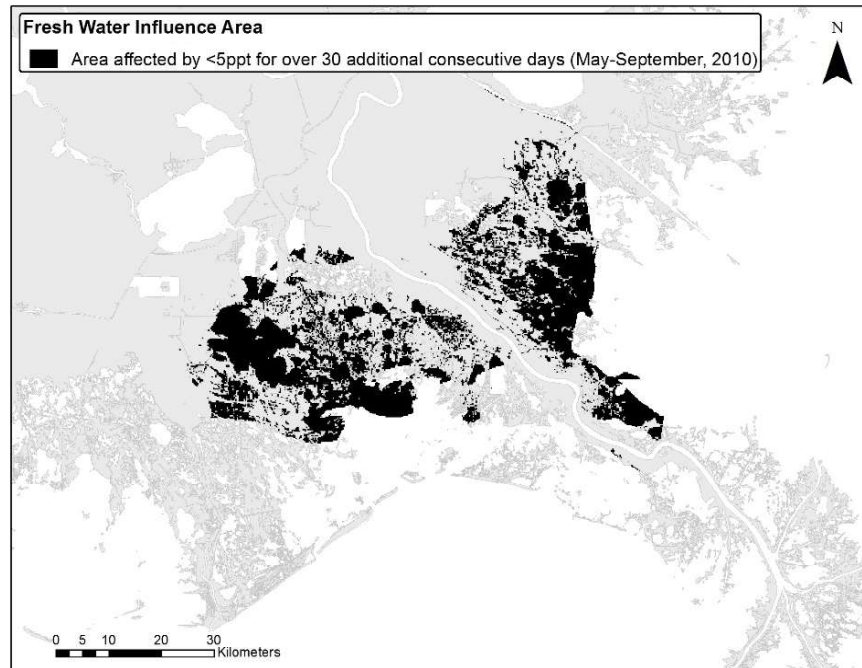 Fresh Water Influence Area
Area affected by <5ppt for over 30 additional consecutive days (May-September, 2010)
N
0 5 10 20 30
Kilometers